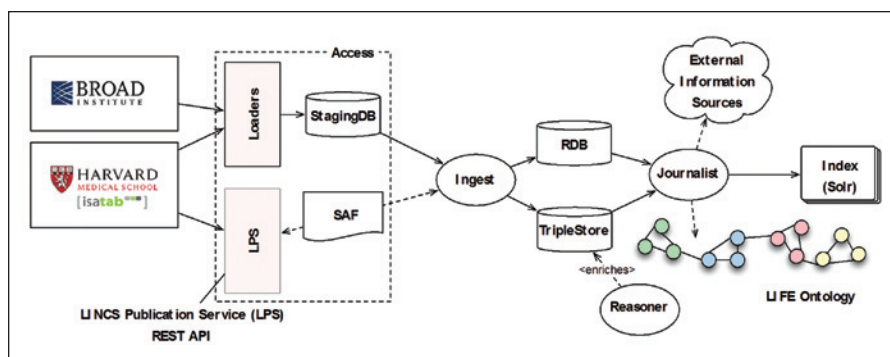 Access
BROAD
INSTITUTE
HARVARD
MEDICAL SCHOOL
[isatab]
Loaders
StagingDB
LPS
SAF
LINCS Publication Service (LPS)
REST API
Ingest
RDB
TripleStore
<enriches>
Reasoner
External
Information
Sources
Journalist
Index
(Solr)
LIFE Ontology